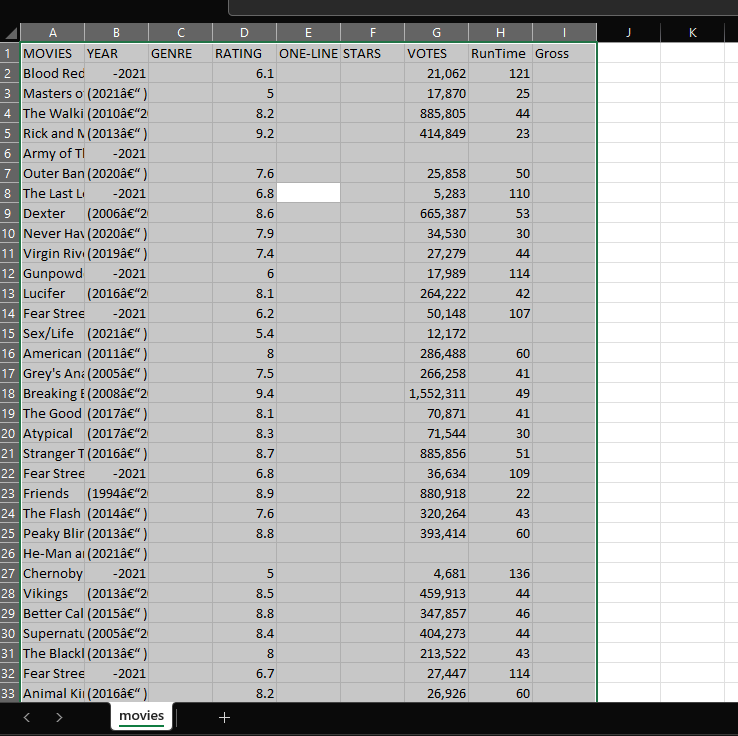 A B C D E F G H I J K
1 MOVIES YEAR GENRE RATING ONE-LINE STARS VOTES RunTime Gross
2 Blood Red -2021 6.1 21,062 121
3 Masters o (2021â€“ ) 5 17,870 25
4 The Walki (2010â€“2 8.2 885,805 44
5 Rick and M (2013â€“ ) 9.2 414,849 23
6 Army of Tl -2021
7 Outer Ban (2020â€“ ) 7.6 25,858 50
8 The Last Le -2021 6.8 5,283 110
9 Dexter (2006â€“2 8.6 665,387 53
10 Never Hav (2020â€“ ) 7.9 34,530 30
11 Virgin Rive (2019â€“ ) 7.4 27,279 44
12 Gunpowd -2021 6 17,989 114
13 Lucifer (2016â€“2 8.1 264,222 42
14 Fear Stree -2021 6.2 50,148 107
15 Sex/Life (2021â€“ ) 5.4 12,172
16 American (2011â€“ ) 8 286,488 60
17 Grey's Ana (2005â€“ ) 7.5 266,258 41
18 Breaking B (2008â€“2 9.4 1,552,311 49
19 The Good (2017â€“ ) 8.1 70,871 41
20 Atypical (2017â€“2 8.3 71,544 30
21 Stranger T (2016â€“ ) 8.7 885,856 51
22 Fear Stree -2021 6.8 36,634 109
23 Friends (1994â€“2 8.9 880,918 22
24 The Flash (2014â€“ ) 7.6 320,264 43
25 Peaky Blin (2013â€“ ) 8.8 393,414 60
26 He-Man a (2021â€“ )
27 Chernoby -2021 5 4,681 136
28 Vikings (2013â€“2 8.5 459,913 44
29 Better Cal (2015â€“ ) 8.8 347,857 46
30 Supernatu (2005â€“2 8.4 404,273 44
31 The Blackl (2013â€“ ) 8 213,522 43
32 Fear Stree -2021 6.7 27,447 114
33 Animal Ki (2016â€“ ) 8.2 26,926 60
movies